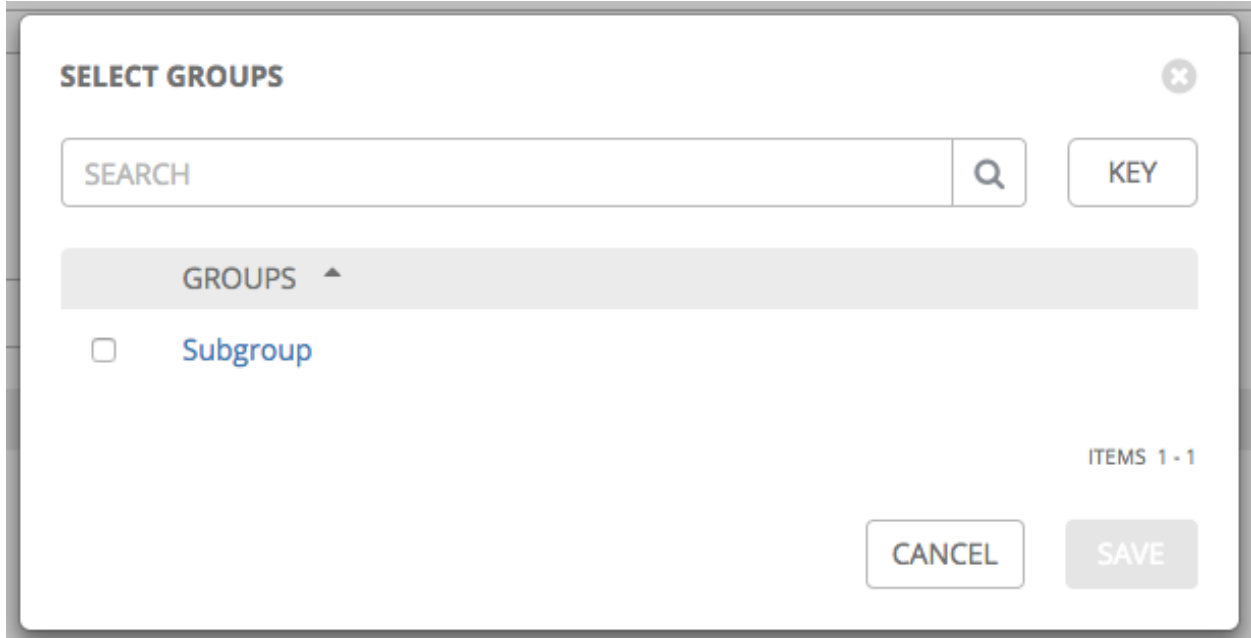 SELECT GROUPS
SEARCH
KEY
GROUPS
Subgroup
ITEMS 1 - 1
CANCEL
SAVE